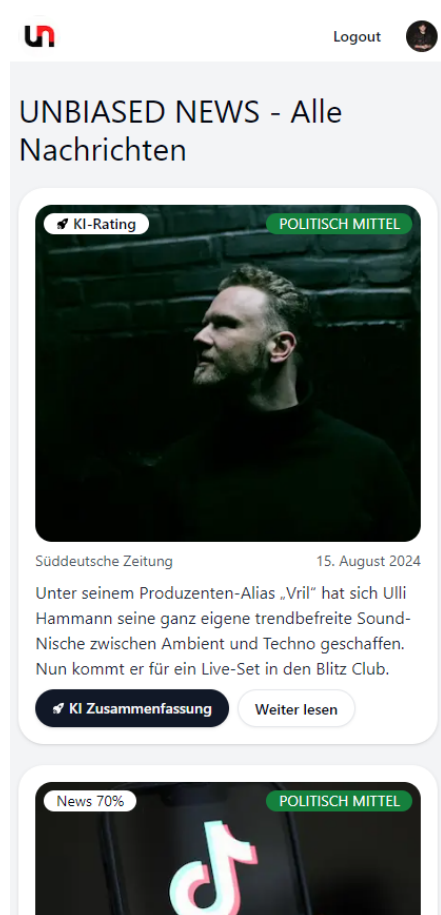 un
Logout
UNBIASED NEWS - Alle
Nachrichten
KI-Rating
POLITISCH MITTEL
Süddeutsche Zeitung
15. August 2024
Unter seinem Produzenten-Alias „Vril“ hat sich Ulli
Hammann seine ganz eigene trendbefreite Sound-
Nische zwischen Ambient und Techno geschaffen.
Nun kommt er für ein Live-Set in den Blitz Club.
KI Zusammenfassung
Weiter lesen
News 70%
POLITISCH MITTEL